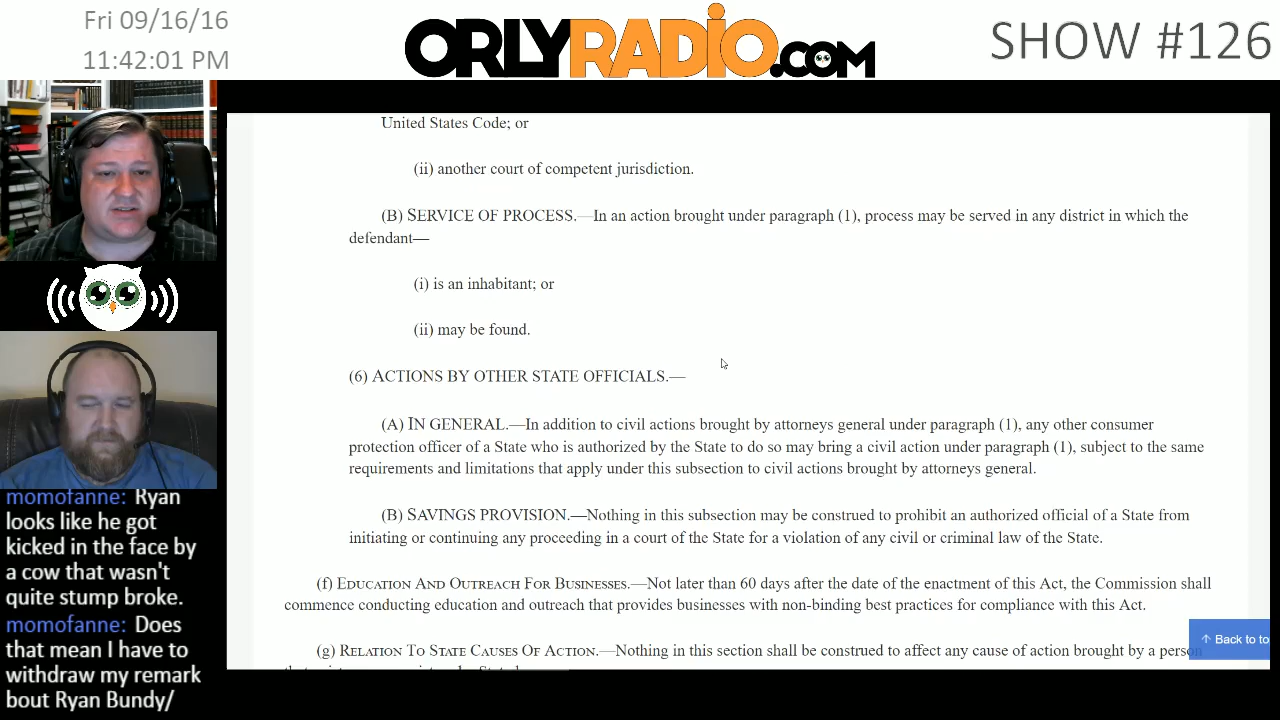 Fri 09/16/16
11:42:01 PM
ORLYRADIO.COM
SHOW #126
United States Code; or
(ii) another court of competent jurisdiction.
(B) SERVICE OF PROCESS.—In an action brought under paragraph (1), process may be served in any district in which the
defendant—
(i) is an inhabitant; or
(ii) may be found.
(6) ACTIONS BY OTHER STATE OFFICIALS.—
(A) IN GENERAL.—In addition to civil actions brought by attorneys general under paragraph (1), any other consumer
protection officer of a State who is authorized by the State to do so may bring a civil action under paragraph (1), subject to the same
requirements and limitations that apply under this subsection to civil actions brought by attorneys general.
(B) SAVINGS PROVISION.—Nothing in this subsection may be construed to prohibit an authorized official of a State from
initiating or continuing any proceeding in a court of the State for a violation of any civil or criminal law of the State.
(f) EDUCATION AND OUTREACH FOR BUSINESSES.—Not later than 60 days after the date of the enactment of this Act, the Commission shall
commence conducting education and outreach that provides businesses with non-binding best practices for compliance with this Act.
(g) RELATION TO STATE CAUSES OF ACTION.—Nothing in this section shall be construed to affect any cause of action brought by a person
↑ Back to to
momofanne: Ryan
looks like he got
kicked in the face by
a cow that wasn't
quite stump broke.
momofanne: Does
that mean I have to
withdraw my remark
bout Ryan Bundy/